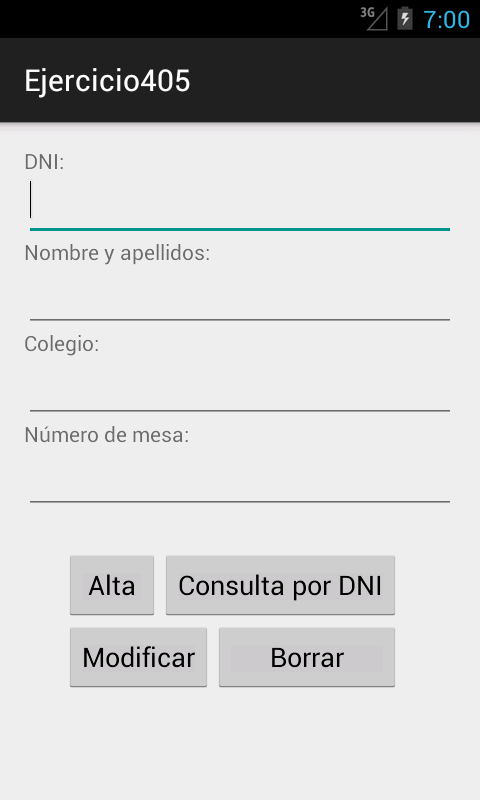 3G 7:00
Ejercicio405
DNI:
Nombre y apellidos:
Colegio:
Número de mesa:
Alta Consulta por DNI
Modificar Borrar